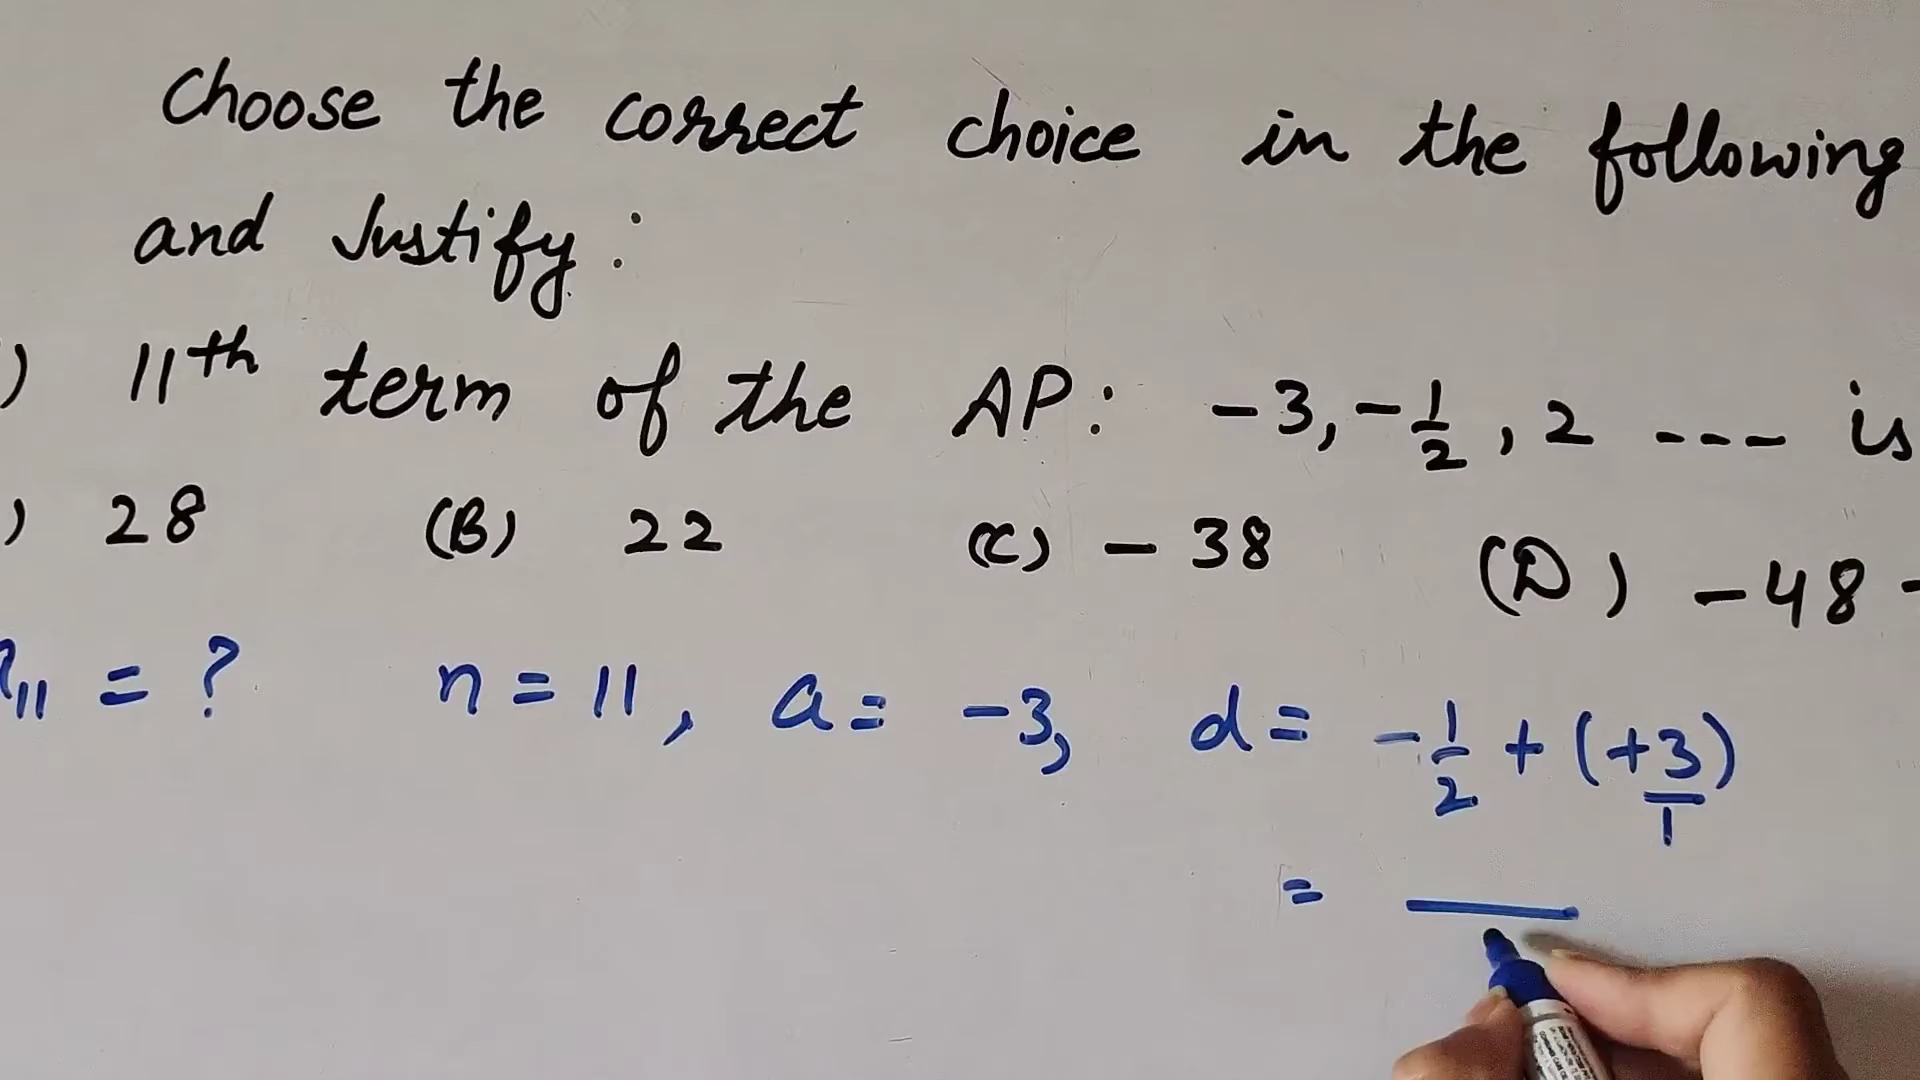 Choose the correct choice in the following
and Justify:
) 11th term of the AP: -3, -1/2, 2 --- is
) 28 (B) 22 (C) - 38 (D) -48
11 = ? n = 11, a = -3, d = -1/2 + (+3/1)
=